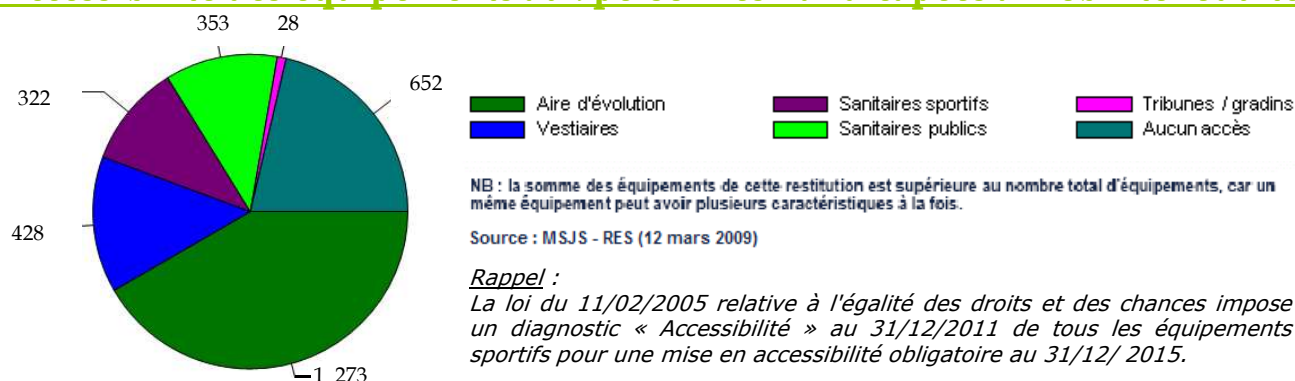 353
28
652
322
428
1 273
Aire d'évolution
Vestiaires
Sanitaires sportifs
Sanitaires publics
Tribunes / gradins
Aucun accès
NB : la somme des équipements de cette restitution est supérieure au nombre total d'équipements, car un
même équipement peut avoir plusieurs caractéristiques à la fois.
Source : MSJS - RES (12 mars 2009)
Rappel :
La loi du 11/02/2005 relative à l'égalité des droits et des chances impose
un diagnostic « Accessibilité » au 31/12/2011 de tous les équipements
sportifs pour une mise en accessibilité obligatoire au 31/12/ 2015.